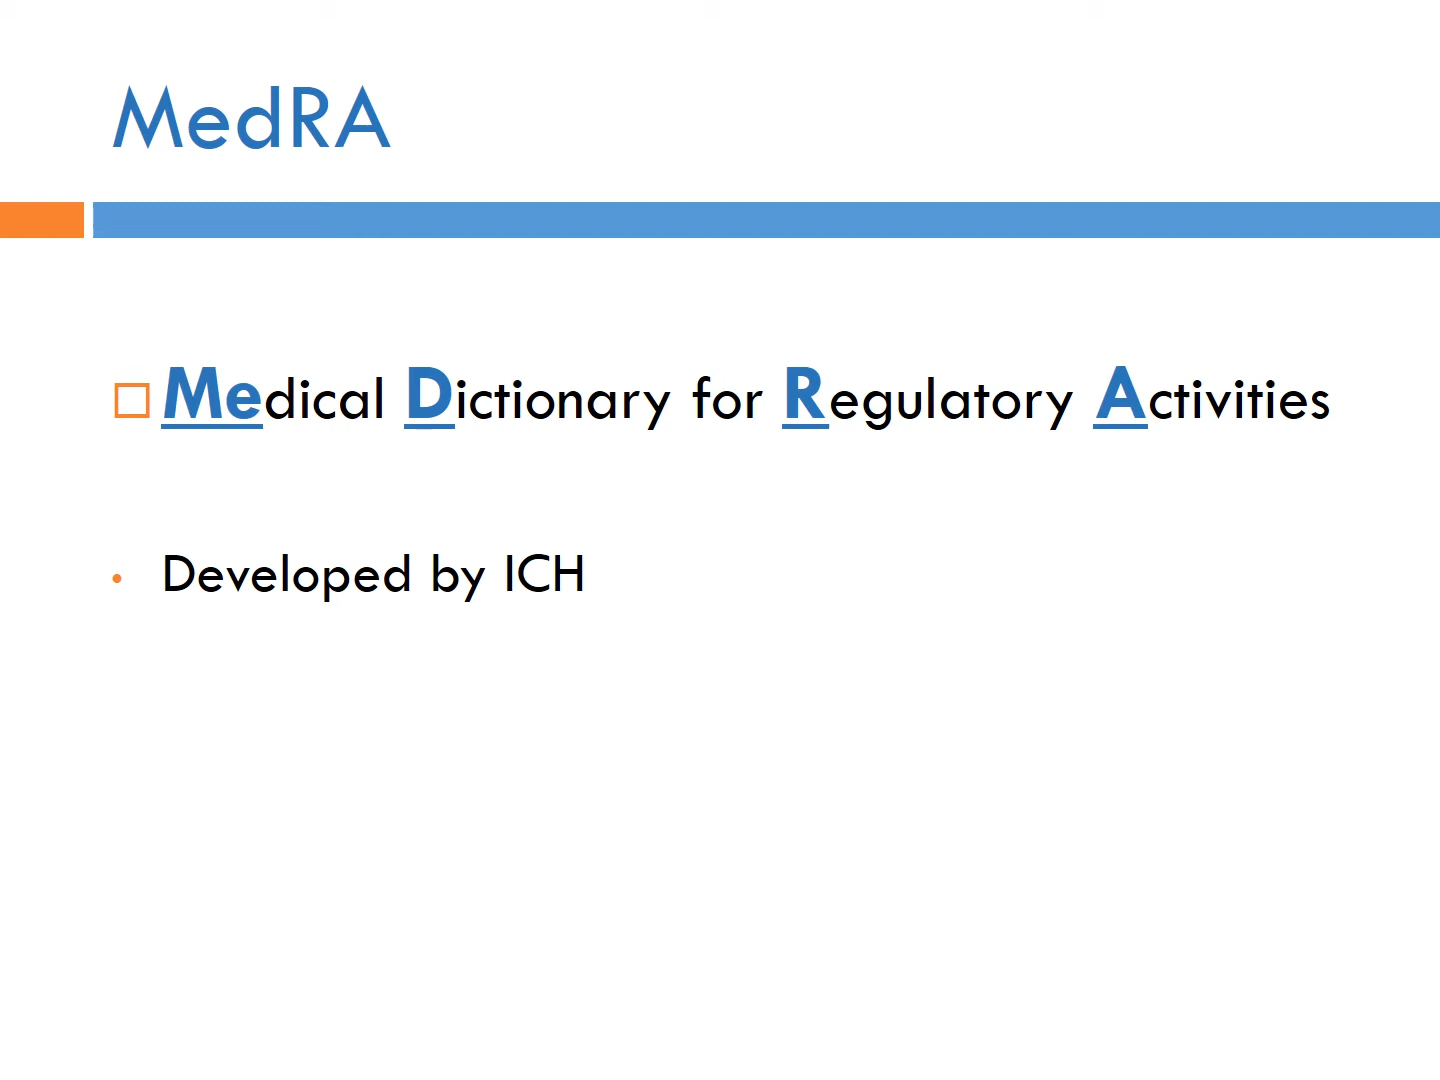 MedRA
Medical Dictionary for Regulatory Activities
Developed by ICH